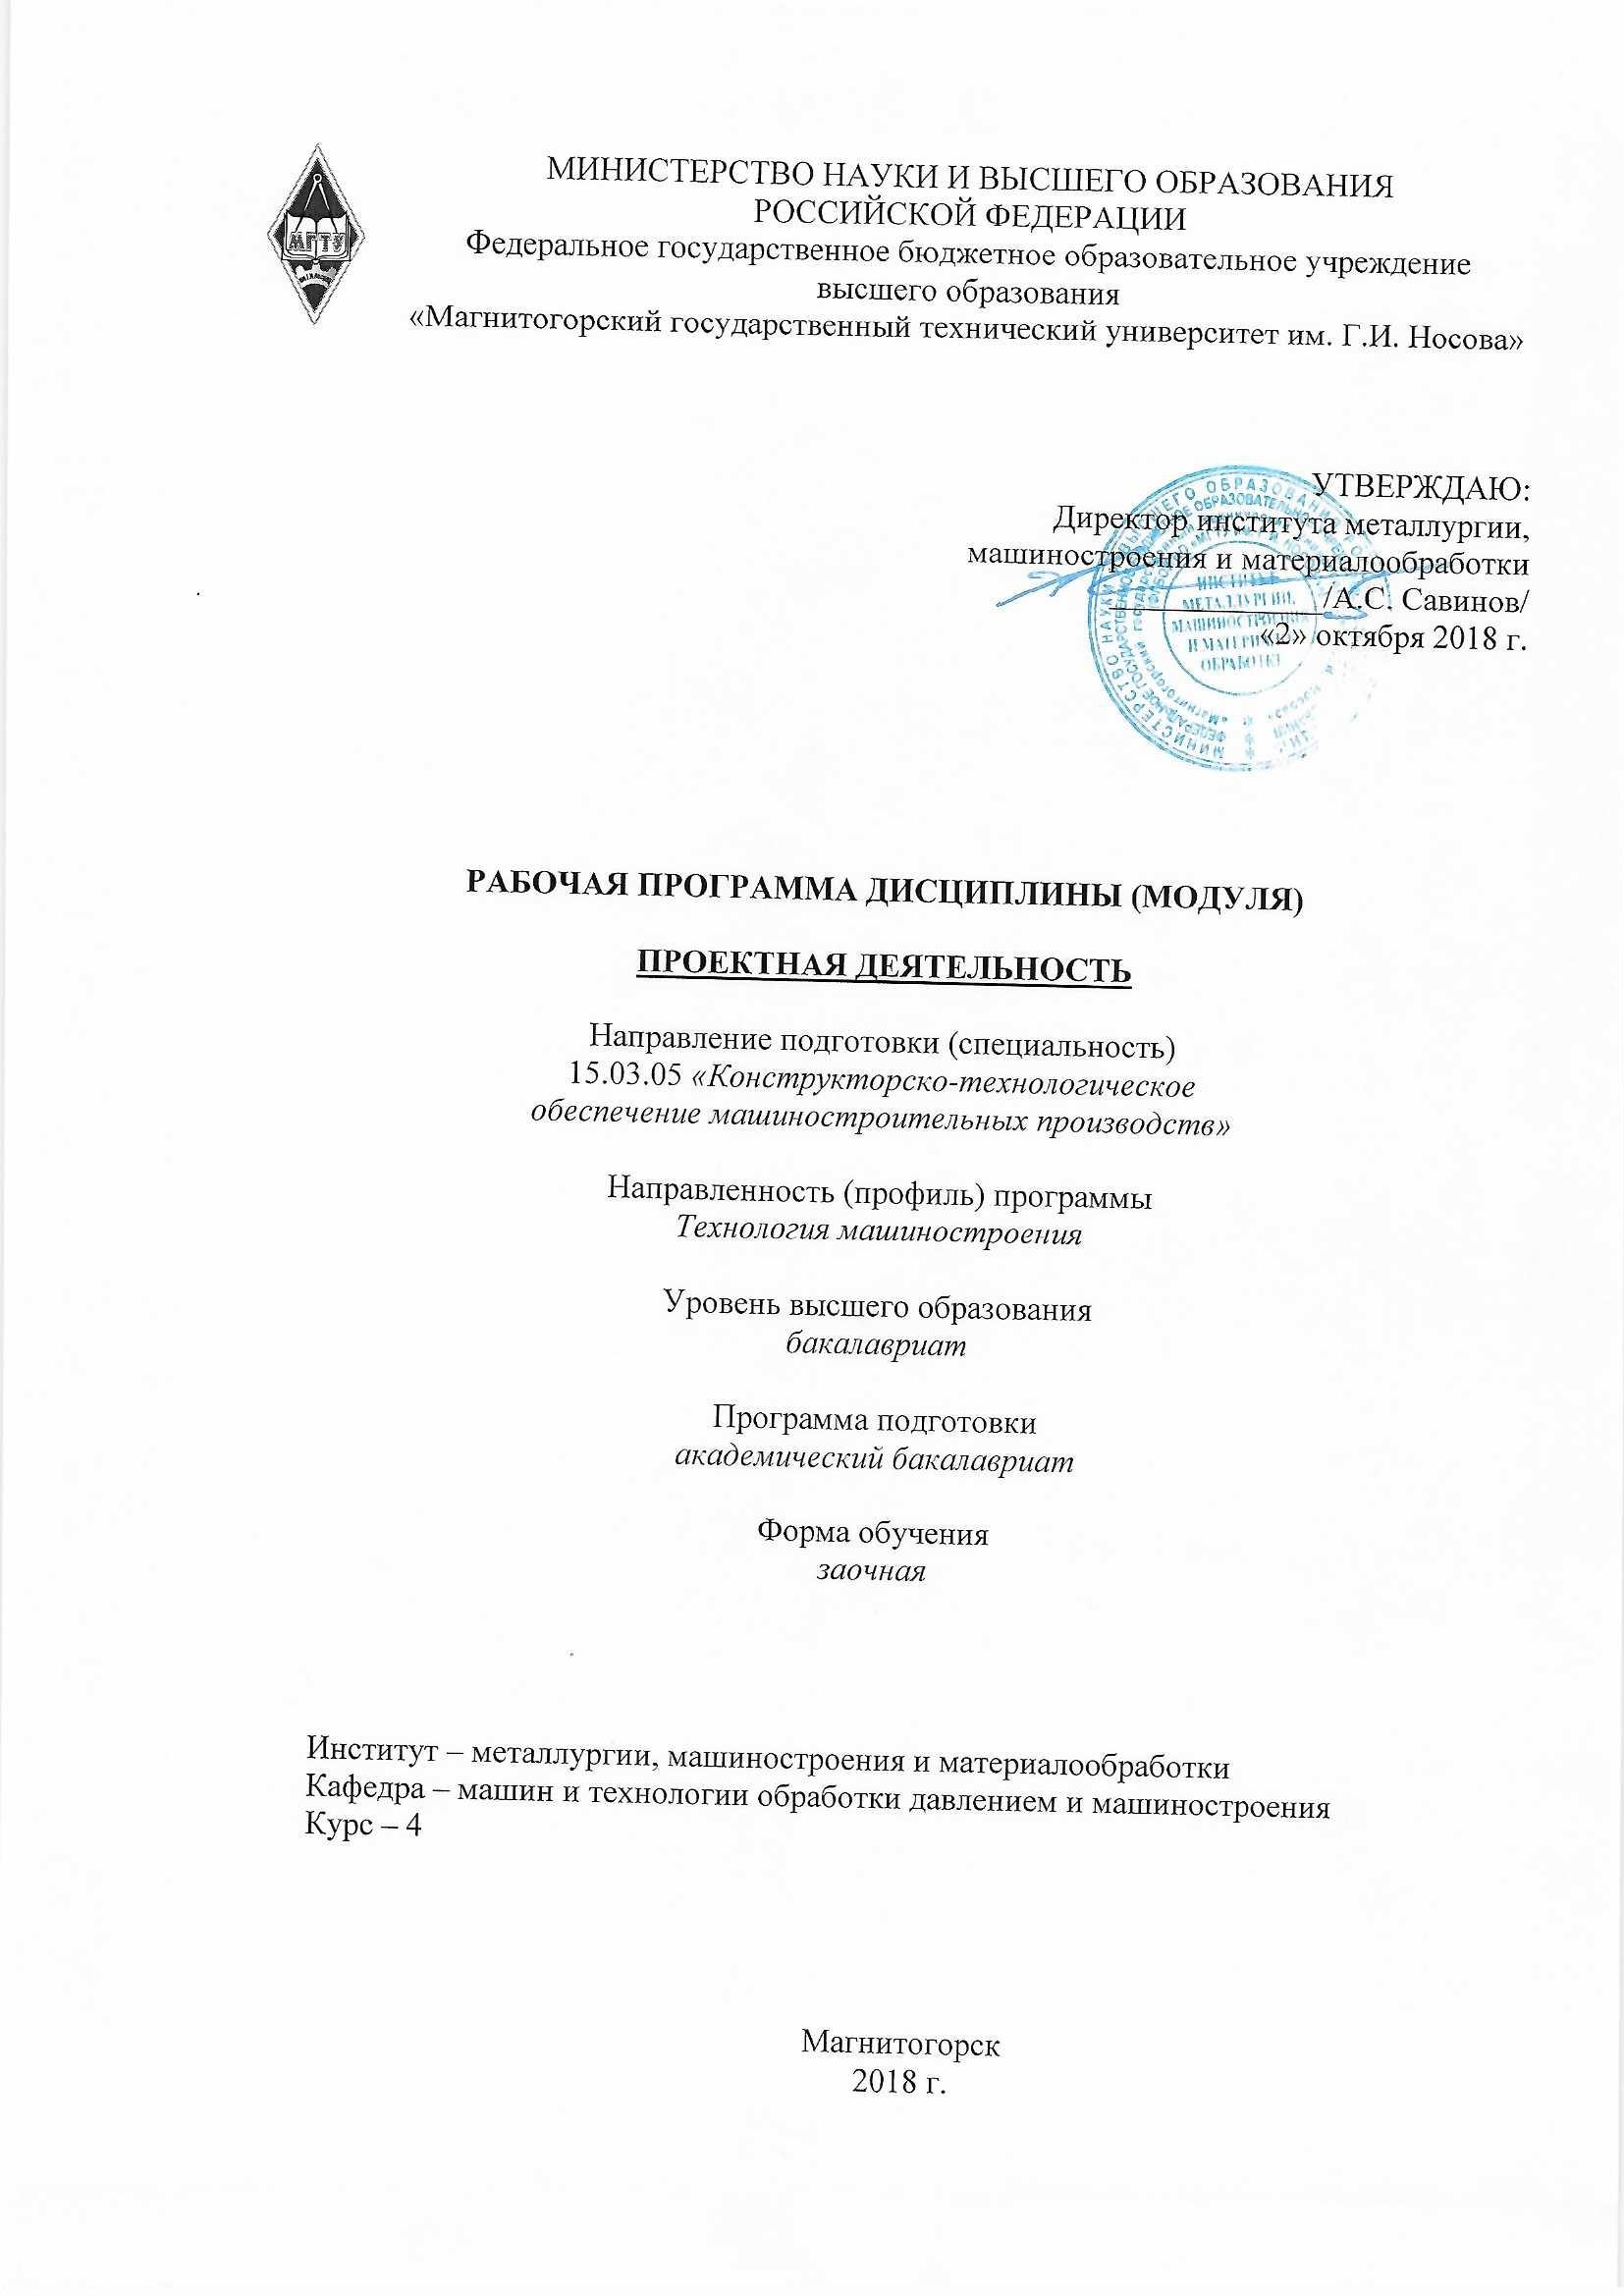 МИНИСТЕРСТВО НАУКИ И ВЫСШЕГО ОБРАЗОВАНИЯ
РОССИЙСКОЙ ФЕДЕРАЦИИ
Федеральное государственное бюджетное образовательное учреждение
высшего образования
«Магнитогорский государственный технический университет им. Г.И. Носова»
МГТУ
УТВЕРЖДАЮ:
Директор института металлургии,
машиностроения и материалообработки
/А.С. Савинов/
«2» октября 2018 г.
РАБОЧАЯ ПРОГРАММА ДИСЦИПЛИНЫ (МОДУЛЯ)
ПРОЕКТНАЯ ДЕЯТЕЛЬНОСТЬ
Направление подготовки (специальность)
15.03.05 «Конструкторско-технологическое
обеспечение машиностроительных производств»
Направленность (профиль) программы
Технология машиностроения
Уровень высшего образования
бакалавриат
Программа подготовки
академический бакалавриат
Форма обучения
заочная
Институт – металлургии, машиностроения и материалообработки
Кафедра – машин и технологии обработки давлением и машиностроения
Курс – 4
Магнитогорск
2018 г.